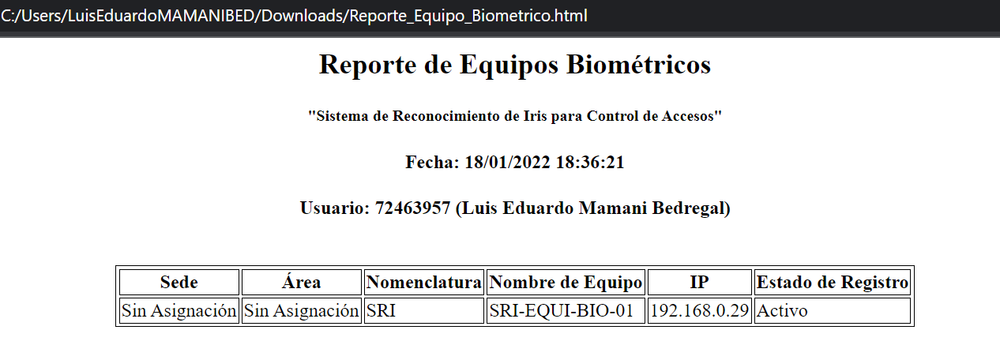 C:/Users/LuisEduardoMAMANIBED/Downloads/Reporte_Equipo_Biometrico.html
Reporte de Equipos Biométricos
"Sistema de Reconocimiento de Iris para Control de Accesos"
Fecha: 18/01/2022 18:36:21
Usuario: 72463957 (Luis Eduardo Mamani Bedregal)
Sede Área Nomenclatura Nombre de Equipo IP Estado de Registro
Sin Asignación Sin Asignación SRI SRI-EQUI-BIO-01 192.168.0.29 Activo